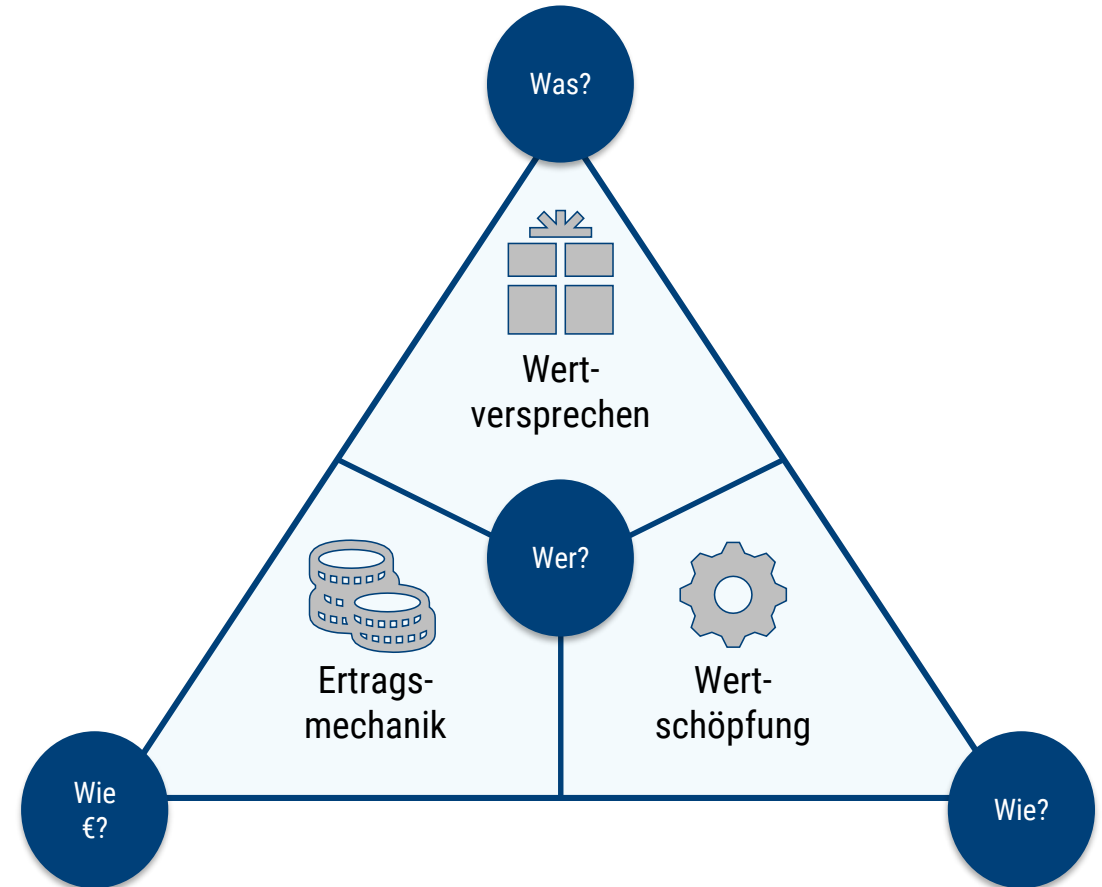 Was?
Wert-
versprechen
Wer?
Ertrags-
mechanik
Wert-
schöpfung
Wie
€?
Wie?